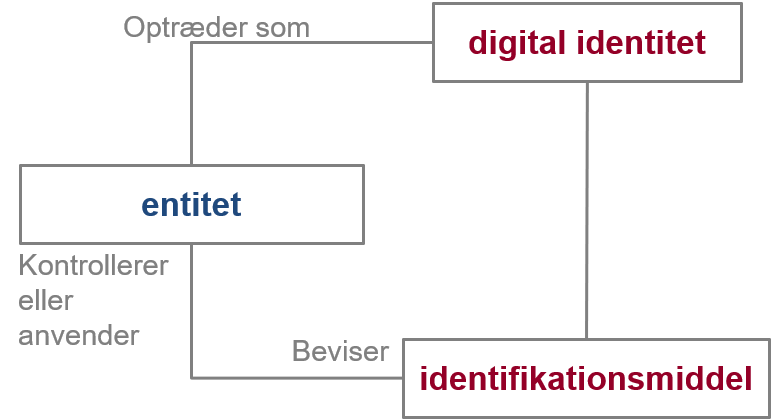 Optræder som
digital identitet
entitet
Kontrollerer
eller
anvender
Beviser
identifikationsmiddel